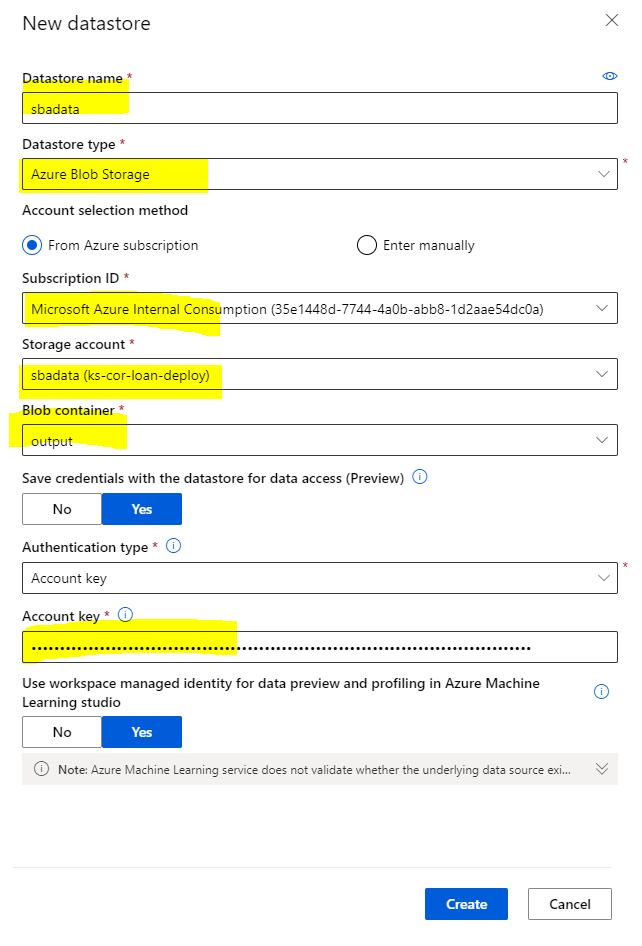 New datastore
Datastore name *
sbadata
Datastore type *
Azure Blob Storage
*
Account selection method
From Azure subscription
Enter manually
Subscription ID *
Microsoft Azure Internal Consumption (35e1448d-7744-4a0b-abb8-1d2aae54dc0a)
Storage account *
sbadata (ks-cor-loan-deploy)
Blob container *
output
Save credentials with the datastore for data access (Preview)
No Yes
Authentication type *
Account key
*
Account key *
Use workspace managed identity for data preview and profiling in Azure Machine
Learning studio
No Yes
Note: Azure Machine Learning service does not validate whether the underlying data source exi...
Create Cancel